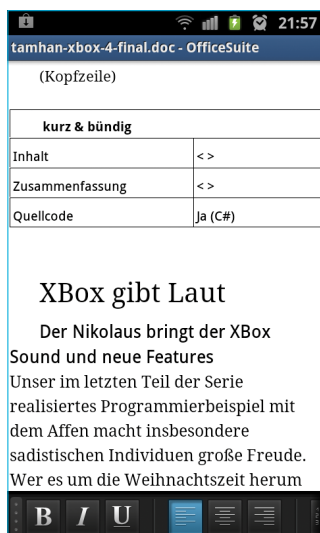 21:57
tamhan-xbox-4-final.doc - OfficeSuite
(Kopfzeile)
kurz & bündig
Inhalt < >
Zusammenfassung < >
Quellcode Ja (C#)
XBox gibt Laut
Der Nikolaus bringt der XBox
Sound und neue Features
Unser im letzten Teil der Serie
realisiertes Programmierbeispiel mit
dem Affen macht insbesondere
sadistischen Individuen große Freude.
Wer es um die Weihnachtszeit herum
B I U